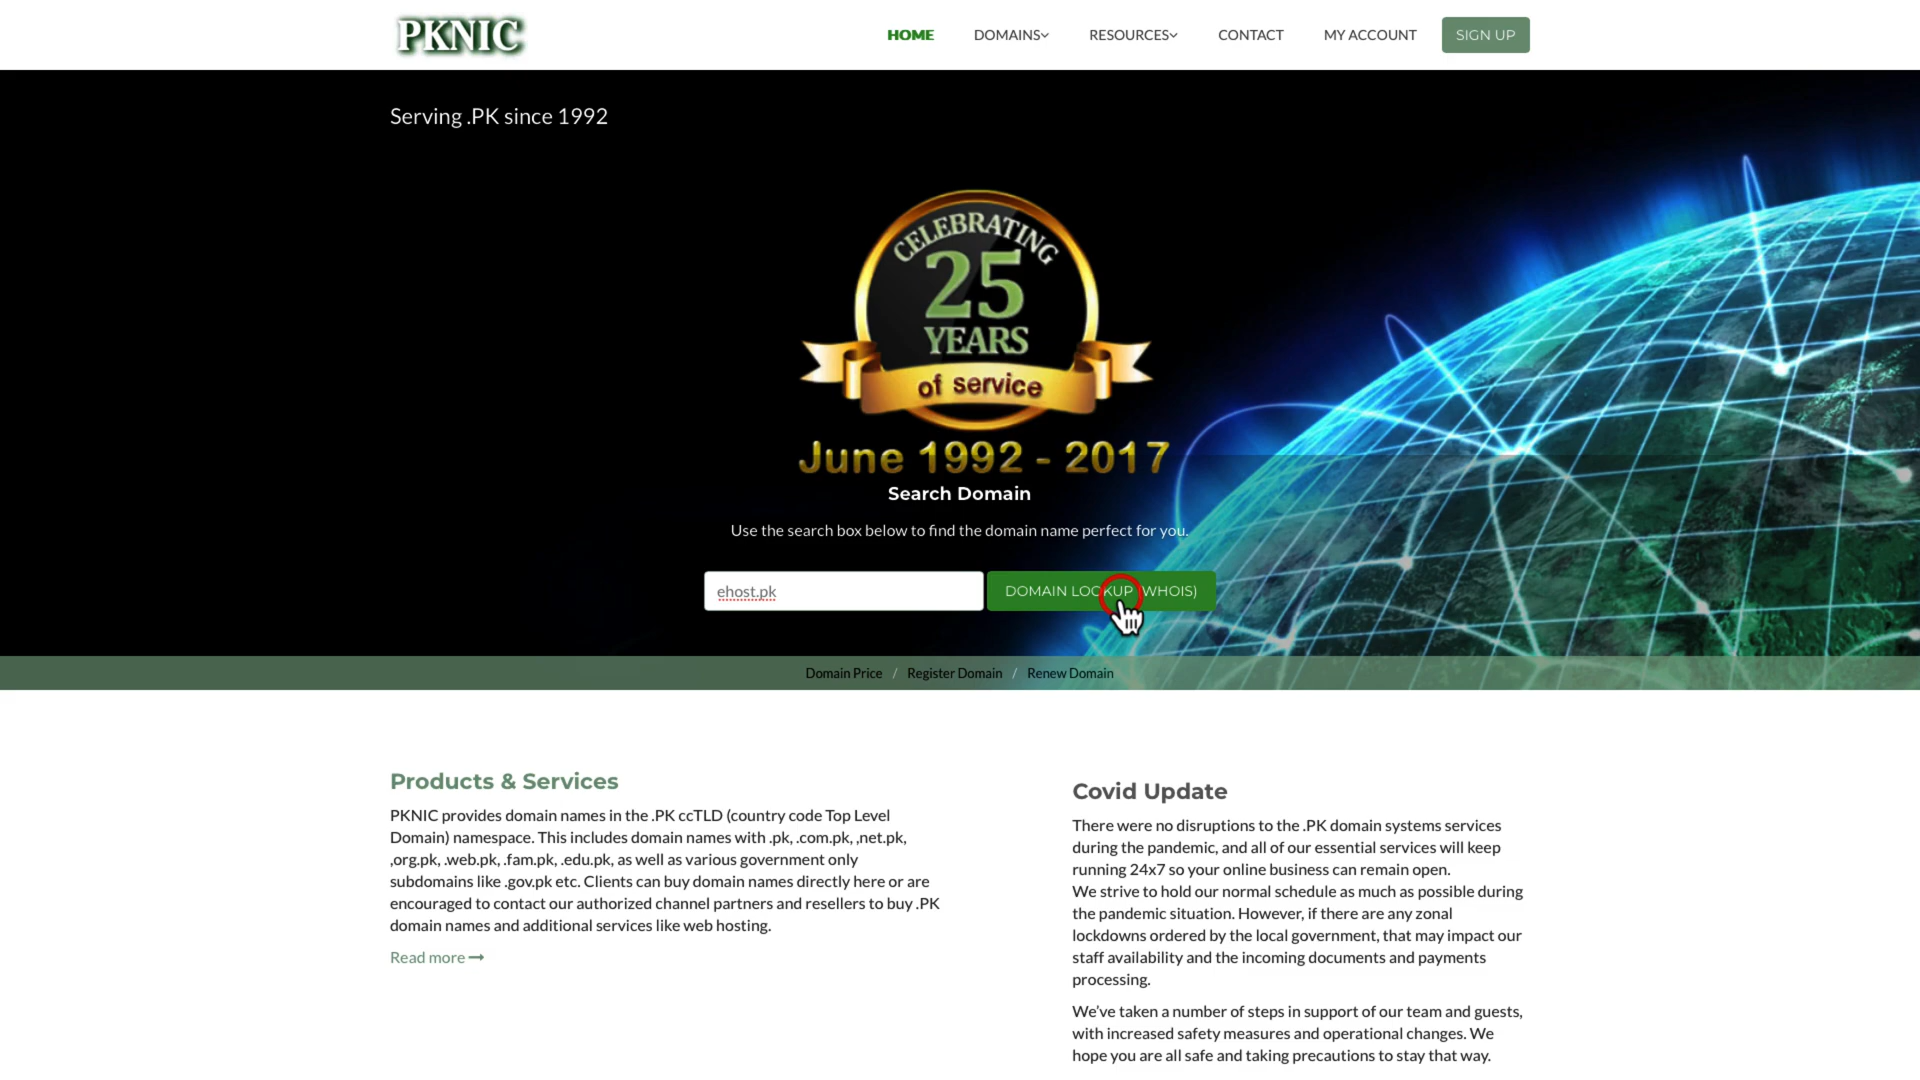 PKNIC
HOME DOMAINS RESOURCES CONTACT MY ACCOUNT SIGN UP
Serving .PK since 1992
CELEBRATING
25
YEARS
of service
June 1992 - 2017
Search Domain
Use the search box below to find the domain name perfect for you.
ehost.pk DOMAIN LOOKUP (WHOIS)
Domain Price / Register Domain / Renew Domain
Products & Services
PKNIC provides domain names in the .PK ccTLD (country code Top Level
Domain) namespace. This includes domain names with .pk, .com.pk, ,net.pk,
,org.pk, .web.pk, .fam.pk, .edu.pk, as well as various government only
subdomains like .gov.pk etc. Clients can buy domain names directly here or are
encouraged to contact our authorized channel partners and resellers to buy .PK
domain names and additional services like web hosting.
Read more
Covid Update
There were no disruptions to the .PK domain systems services
during the pandemic, and all of our essential services will keep
running 24x7 so your online business can remain open.
We strive to hold our normal schedule as much as possible during
the pandemic situation. However, if there are any zonal
lockdowns ordered by the local government, that may impact our
staff availability and the incoming documents and payments
processing.
We've taken a number of steps in support of our team and guests,
with increased safety measures and operational changes. We
hope you are all safe and taking precautions to stay that way.